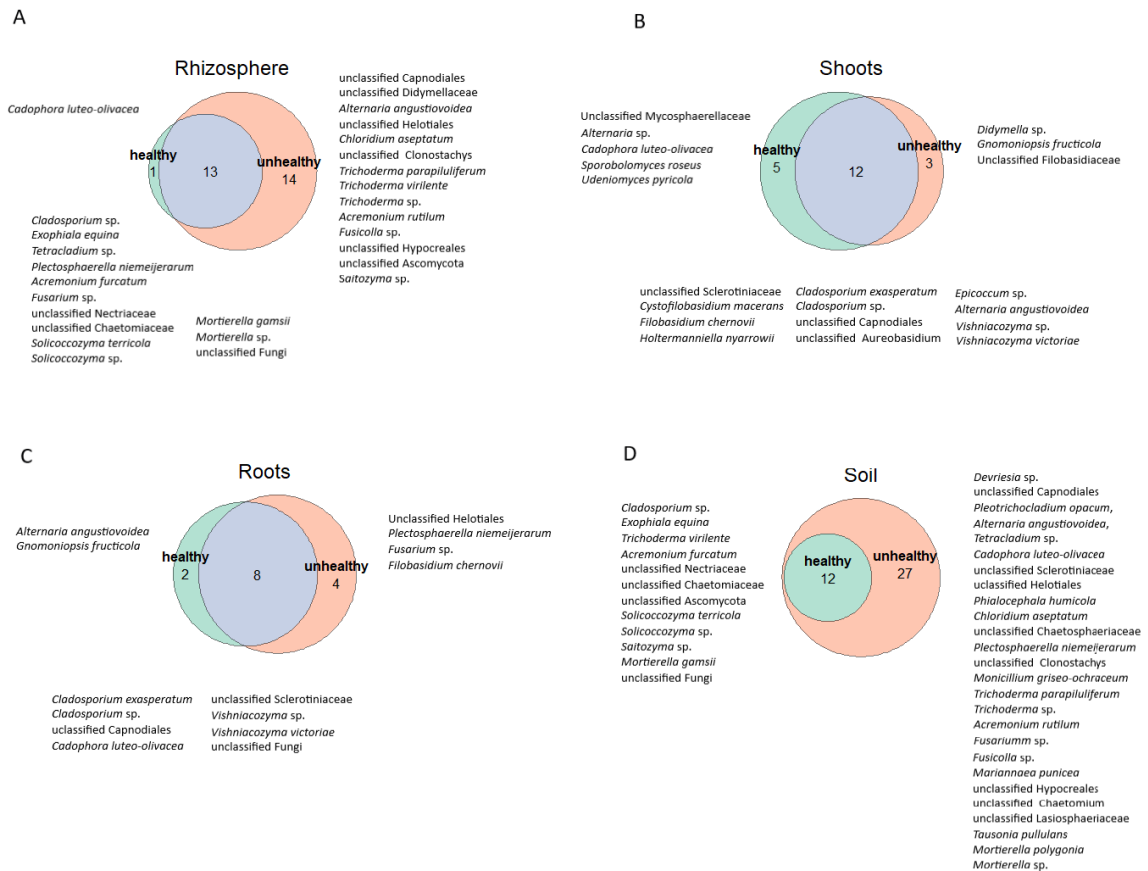 A
Rhizosphere
Cadophora luteo-olivacea
healthy
1
13
unhealthy
14
unclassified Capnodiales
unclassified Didymellaceae
Alternaria angustiovoidea
unclassified Helotiales
Chloridium aseptatum
unclassified Clonostachys
Trichoderma parapiluliferum
Trichoderma virilente
Trichoderma sp.
Acremonium rutilum
Fusicolla sp.
unclassified Hypocreales
unclassified Ascomycota
Saitozyma sp.
Cladosporium sp.
Exophiala equina
Tetracladium sp.
Plectosphaerella niemeijerarum
Acremonium furcatum
Fusarium sp.
unclassified Nectriaceae
unclassified Chaetomiaceae
Solicoccozyma terricola
Solicoccozyma sp.
Mortierella gamsii
Mortierella sp.
unclassified Fungi
B
Shoots
Unclassified Mycosphaerellaceae
Alternaria sp.
Cadophora luteo-olivacea
Sporobolomyces roseus
Udeniomyces pyricola
healthy
5
12
unhealthy
3
Didymella sp.
Gnomoniopsis fructicola
Unclassified Filobasidiaceae
unclassified Sclerotiniaceae
Cystofilobasidium macerans
Filobasidium chernovii
Holtermanniella nyarrowii
Cladosporium exasperatum
Cladosporium sp.
unclassified Capnodiales
unclassified Aureobasidium
Epicoccum sp.
Alternaria angustiovoidea
Vishniacozyma sp.
Vishniacozyma victoriae
C
Roots
Alternaria angustiovoidea
Gnomoniopsis fructicola
healthy
2
8
unhealthy
4
Unclassified Helotiales
Plectosphaerella niemeijerarum
Fusarium sp.
Filobasidium chernovii
Cladosporium exasperatum
Cladosporium sp.
uclassified Capnodiales
Cadophora luteo-olivacea
unclassified Sclerotiniaceae
Vishniacozyma sp.
Vishniacozyma victoriae
unclassified Fungi
D
Soil
Cladosporium sp.
Exophiala equina
Trichoderma virilente
Acremonium furcatum
unclassified Nectriaceae
unclassified Chaetomiaceae
unclassified Ascomycota
Solicoccozyma terricola
Solicoccozyma sp.
Saitozyma sp.
Mortierella gamsii
unclassified Fungi
healthy
12
unhealthy
27
Devriesia sp.
unclassified Capnodiales
Pleotrichocladium opacum,
Alternaria angustiovoidea,
Tetracladium sp.
Cadophora luteo-olivacea
unclassified Sclerotiniaceae
uclassified Helotiales
Phialocephala humicola
Chloridium aseptatum
unclassified Chaetosphaeriaceae
Plectosphaerella niemeijerarum
unclassified Clonostachys
Monicillium griseo-ochraceum
Trichoderma parapiluliferum
Trichoderma sp.
Acremonium rutilum
Fusariumm sp.
Fusicolla sp.
Mariannaea punicea
unclassified Hypocreales
unclassified Chaetomium
unclassified Lasiosphaeriaceae
Tausonia pullulans
Mortierella polygonia
Mortierella sp.